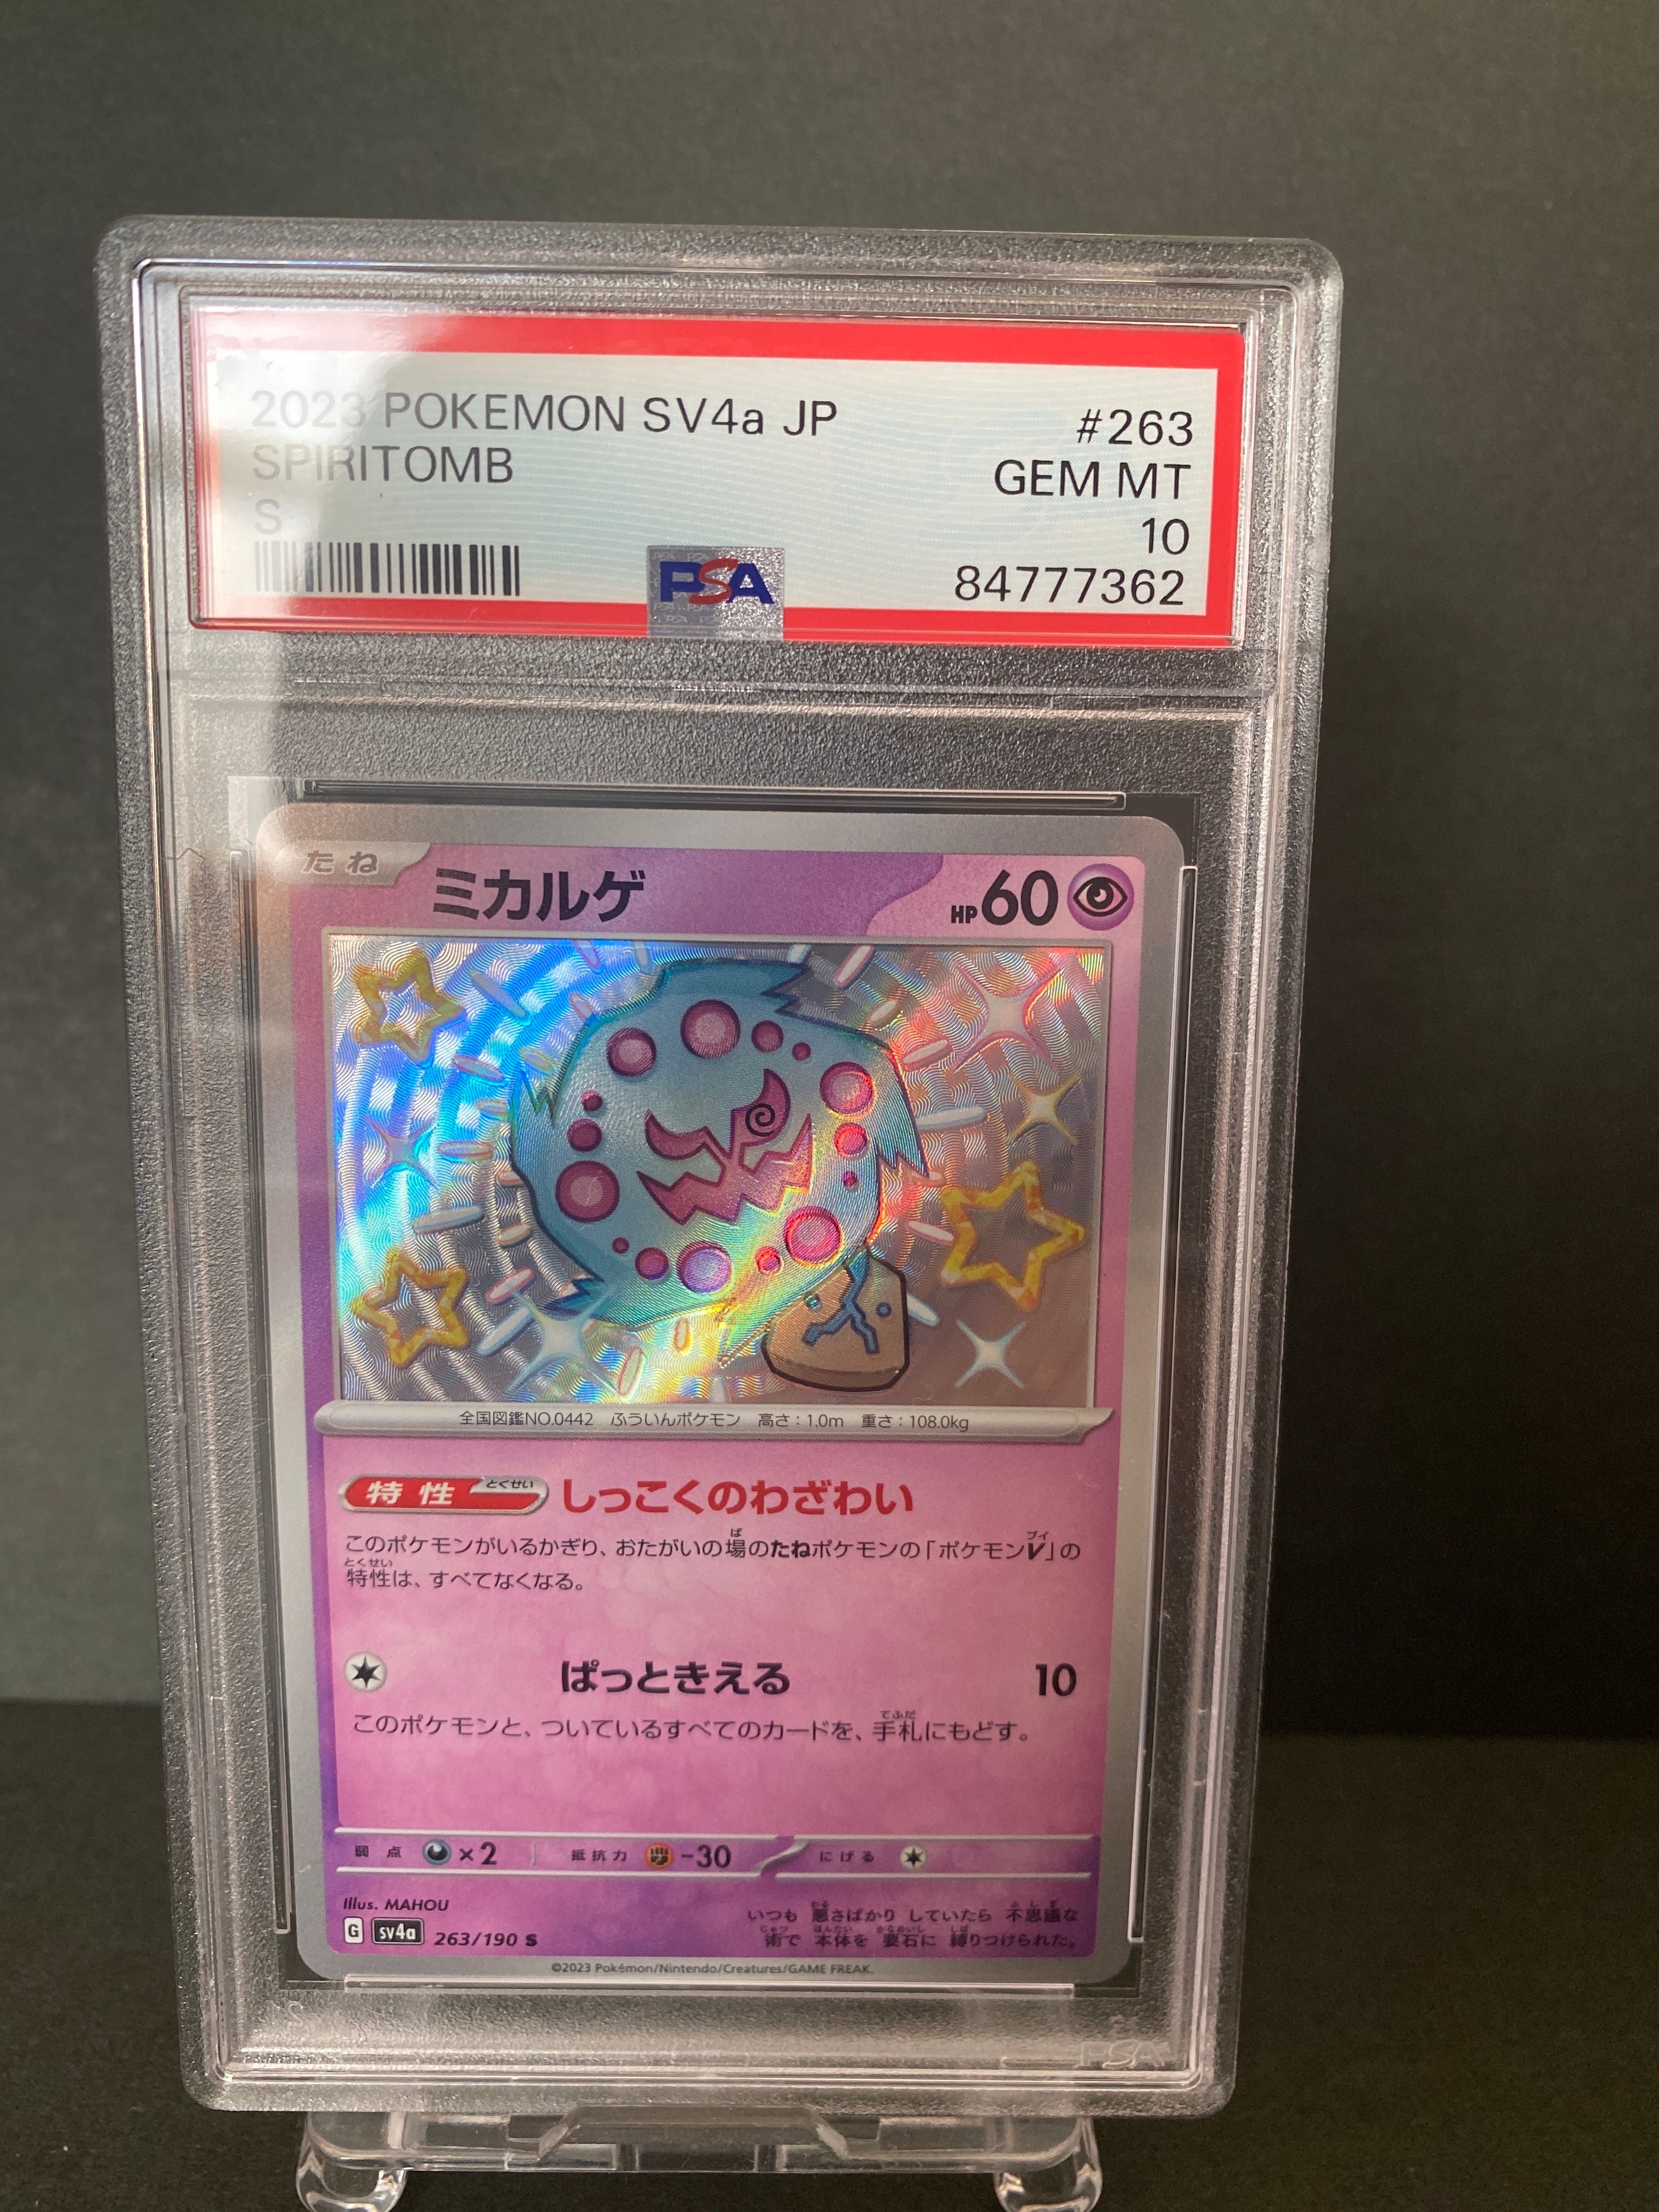 2023 POKEMON SV4a JP #263
SPIRITOMB GEM MT
S 10
PSA 84777362
たね ミカルゲ HP60
全国図鑑NO.0442 ふういんポケモン 高さ：1.0m 重さ：108.0kg
特性 とくせい しっこくのわざわい
このポケモンがいるかぎり、おたがいの場のたねポケモンの「ポケモンV」の
特性は、すべてなくなる。
ぱっときえる 10
このポケモンと、ついているすべてのカードを、手札にもどす。
弱点 ×2 抵抗力 -30 にげる
Illus. MAHOU
いつも 悪さばかり していたら 不思議な
G sv4a 263/190 S
術で 本体を 要石に 縛りつけられた。
©2023 Pokémon/Nintendo/Creatures/GAME FREAK.
PSA